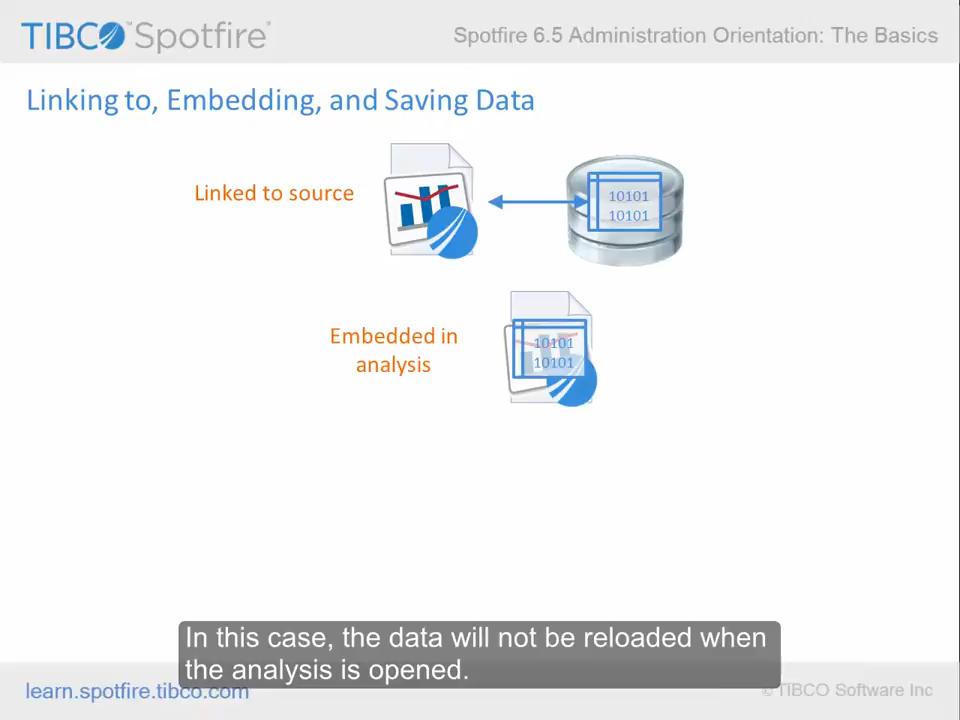 TIBCO™ Spotfire®
Spotfire 6.5 Administration Orientation: The Basics
Linking to, Embedding, and Saving Data
Linked to source
10101
10101
Embedded in
analysis
10101
10101
In this case, the data will not be reloaded when
the analysis is opened.
learn.spotfire.tibco.com
© TIBCO Software Inc